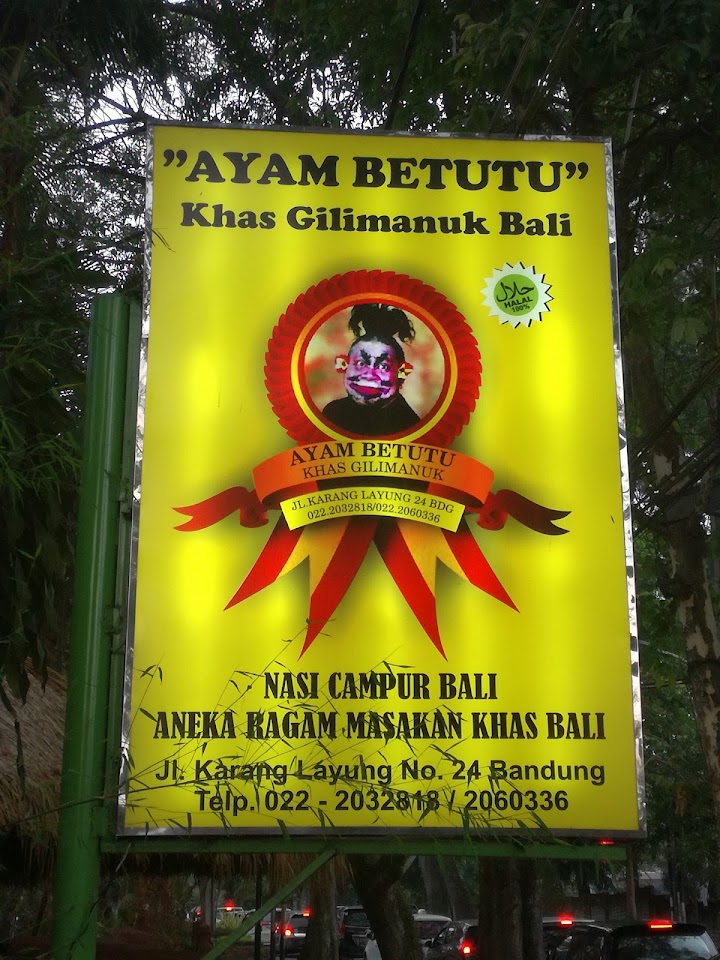 "AYAM BETUTU"
Khas Gilimanuk Bali
حلال
HALAL
100%
AYAM BETUTU
KHAS GILIMANUK
JL.KARANG LAYUNG 24 BDG
022.2032818/022.2060336
NASI CAMPUR BALI
ANEKA RAGAM MASAKAN KHAS BALI
Jl. Karang Layung No. 24 Bandung
Telp. 022 - 2032818 / 2060336